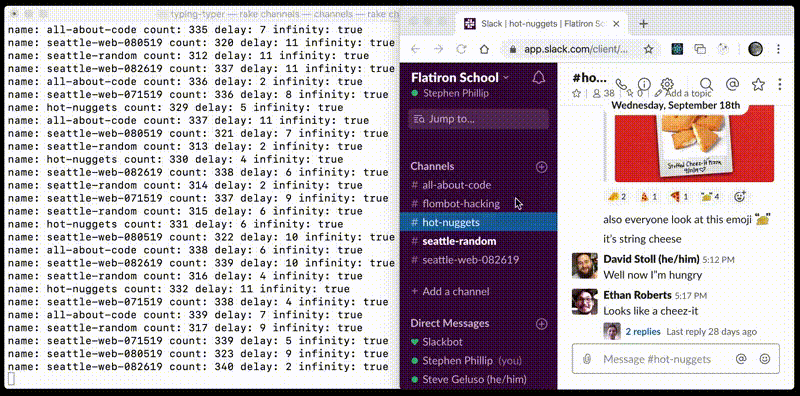 typing-typer — rake channels — channels — rake ch
name: all-about-code count: 335 delay: 7 infinity: true
name: seattle-web-080519 count: 320 delay: 11 infinity: true
name: seattle-random count: 312 delay: 11 infinity: true
name: seattle-web-082619 count: 337 delay: 11 infinity: true
name: all-about-code count: 336 delay: 2 infinity: true
name: seattle-web-071519 count: 336 delay: 8 infinity: true
name: hot-nuggets count: 329 delay: 5 infinity: true
name: all-about-code count: 337 delay: 11 infinity: true
name: seattle-web-080519 count: 321 delay: 7 infinity: true
name: seattle-random count: 313 delay: 2 infinity: true
name: hot-nuggets count: 330 delay: 4 infinity: true
name: seattle-web-082619 count: 338 delay: 6 infinity: true
name: seattle-random count: 314 delay: 2 infinity: true
name: seattle-web-071519 count: 337 delay: 9 infinity: true
name: seattle-random count: 315 delay: 6 infinity: true
name: hot-nuggets count: 331 delay: 6 infinity: true
name: seattle-web-080519 count: 322 delay: 10 infinity: true
name: all-about-code count: 338 delay: 6 infinity: true
name: seattle-web-082619 count: 339 delay: 10 infinity: true
name: seattle-random count: 316 delay: 4 infinity: true
name: hot-nuggets count: 332 delay: 11 infinity: true
name: seattle-web-071519 count: 338 delay: 4 infinity: true
name: all-about-code count: 339 delay: 7 infinity: true
name: seattle-random count: 317 delay: 9 infinity: true
name: seattle-web-071519 count: 339 delay: 5 infinity: true
name: seattle-web-080519 count: 323 delay: 9 infinity: true
name: seattle-web-082619 count: 340 delay: 2 infinity: true
Slack | hot-nuggets | Flatiron Sc
app.slack.com/client/...
Flatiron School
Stephen Phillip
Jump to...
Channels
# all-about-code
# flombot-hacking
# hot-nuggets
# seattle-random
# seattle-web-082619
+ Add a channel
Direct Messages
Slackbot
Stephen Phillip (you)
Steve Geluso (he/him)
#ho...
38
0
Add a topic
Wednesday, September 18th
Stuffed Cheez-It Pizza
2
1
1
4
also everyone look at this emoji
it's string cheese
David Stoll (he/him) 5:12 PM
Well now I"m hungry
Ethan Roberts 5:17 PM
Looks like a cheez-it
2 replies Last reply 28 days ago
Message #hot-nuggets